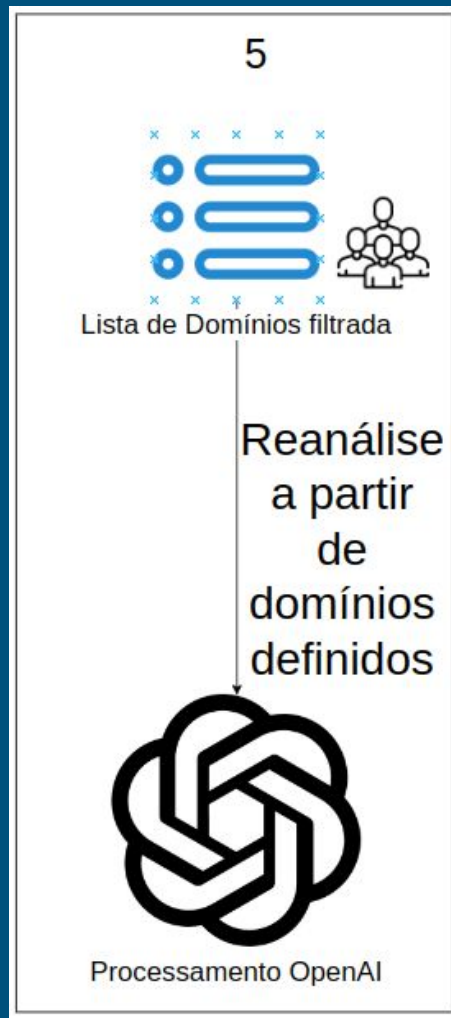 5
Lista de Domínios filtrada
Reanálise
a partir
de
domínios
definidos
Processamento OpenAI